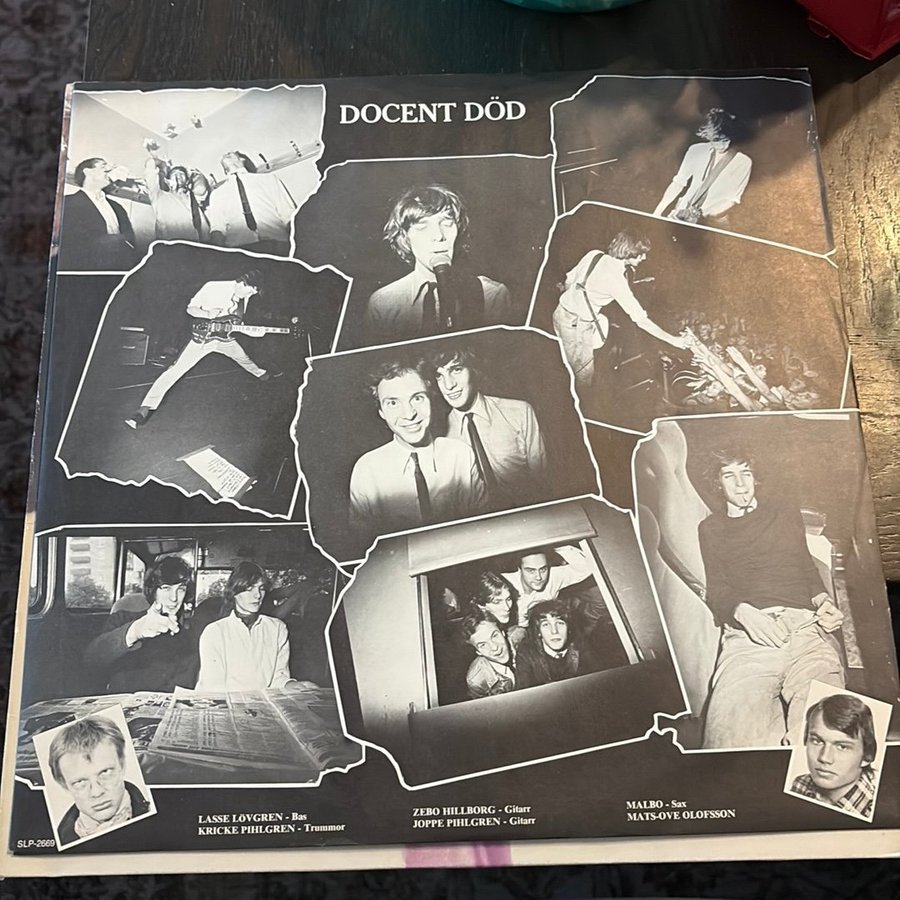 DOCENT DÖD
LASSE LÖVGREN - Bas
KRICKE PIHLGREN - Trummor
ZEBO HILLBORG - Gitarr
JOPPE PIHLGREN - Gitarr
MALBO - Sax
MATS-OVE OLOFSSON
SLP-2669